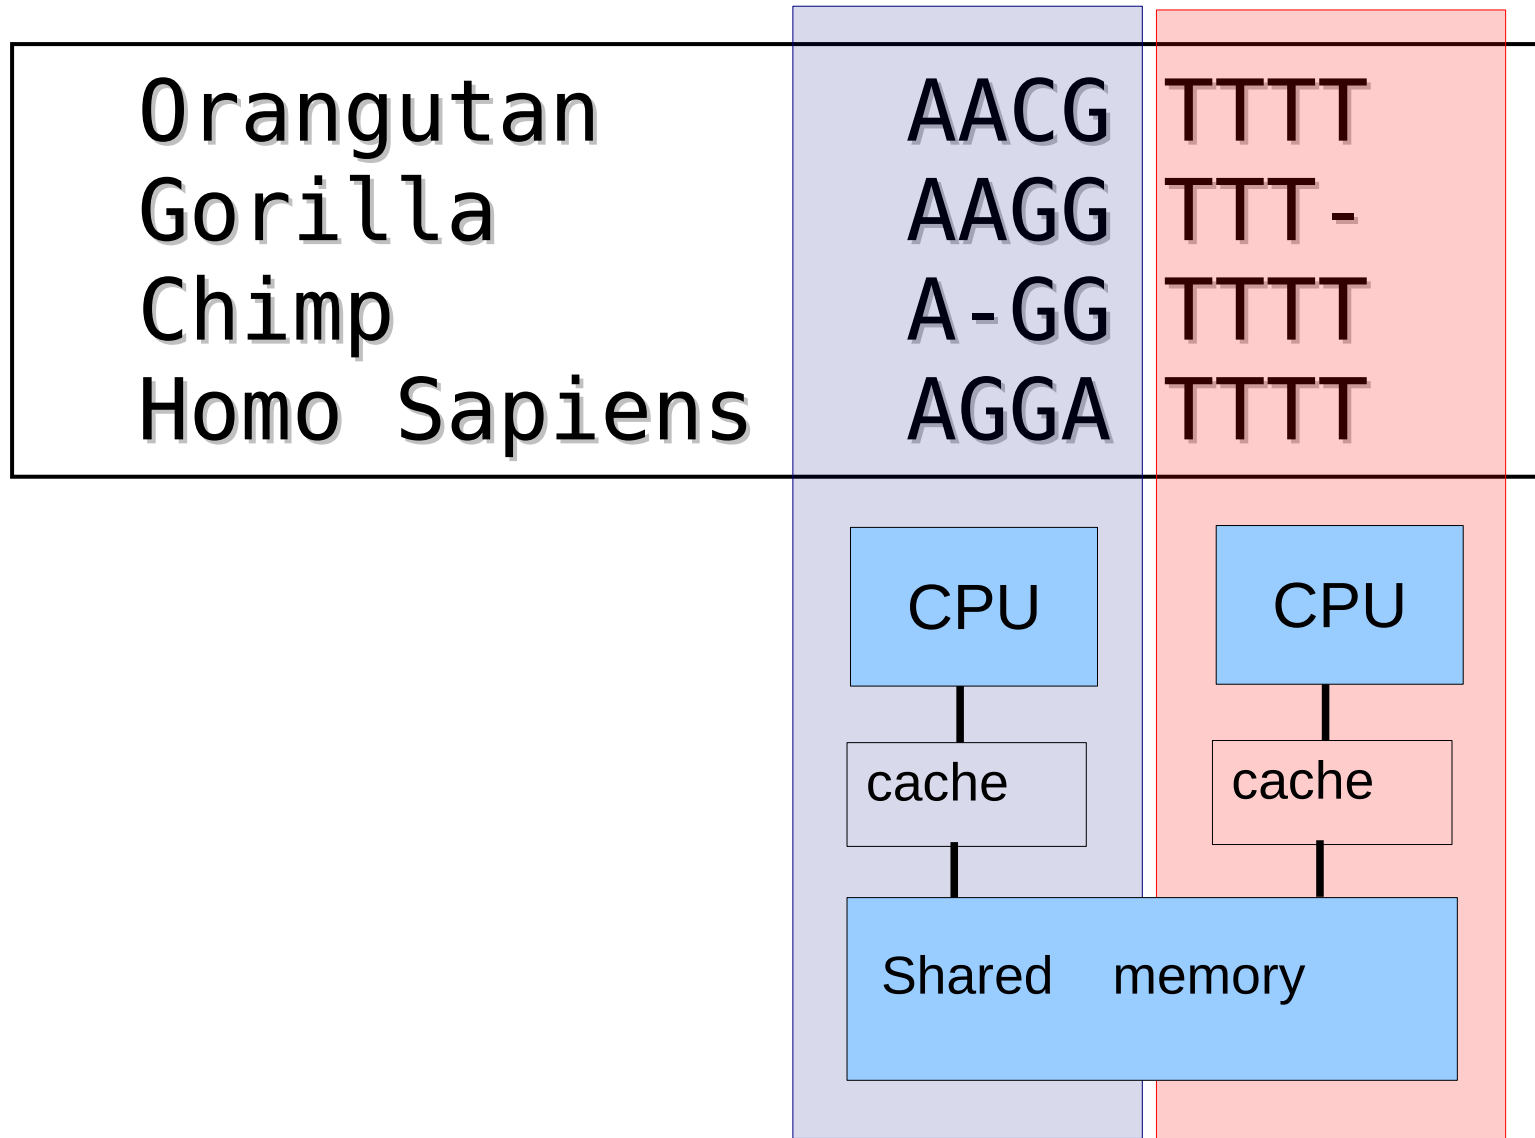 Orangutan AACG TTTT
Gorilla AAGG TTT-
Chimp A-GG TTTT
Homo Sapiens AGGA TTTT
CPU CPU
cache cache
Shared memory